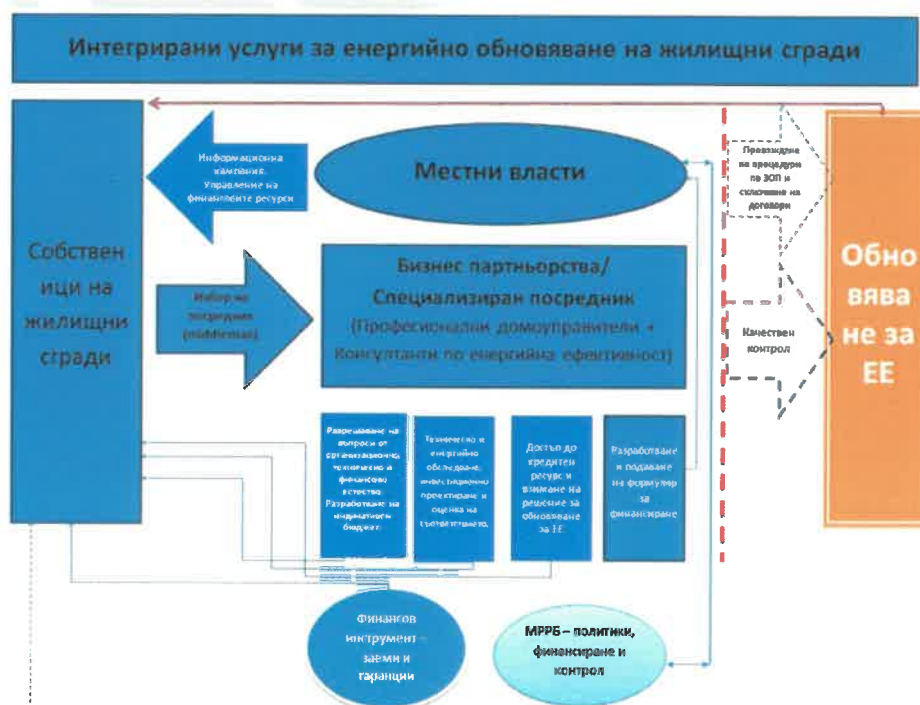 Интегрирани услуги за енергийно обновяване на жилищни сгради
Собствен
ици на
жилищни
сгради
Информационна
кампания.
Управление на
финансовите ресурси
Местни власти
Провеждане
на процедури
по ЗОП и
сключване на
договори
Избор на
посредник
(middleman)
Бизнес партньорства/
Специализиран посредник
(Професионални домоуправители +
Консултанти по енергийна ефективност)
Качествен
контрол
Обно
вява
не за
ЕЕ
Разрешаване на
въпроси от
организационно,
техническо и
финансово
естество.
Разработване на
индикативен
бюджет.
Техническо и
енергийно
обследване,
инвестиционно
проектиране и
оценка на
съответствието.
Достъп до
кредитен
ресурс и
взимане на
решение за
обновяване
за ЕЕ
Разработване
и подаване
на формуляр
за
финансиране
Финансов
инструмент –
заеми и
гаранции
МРРБ – политики,
финансиране и
контрол